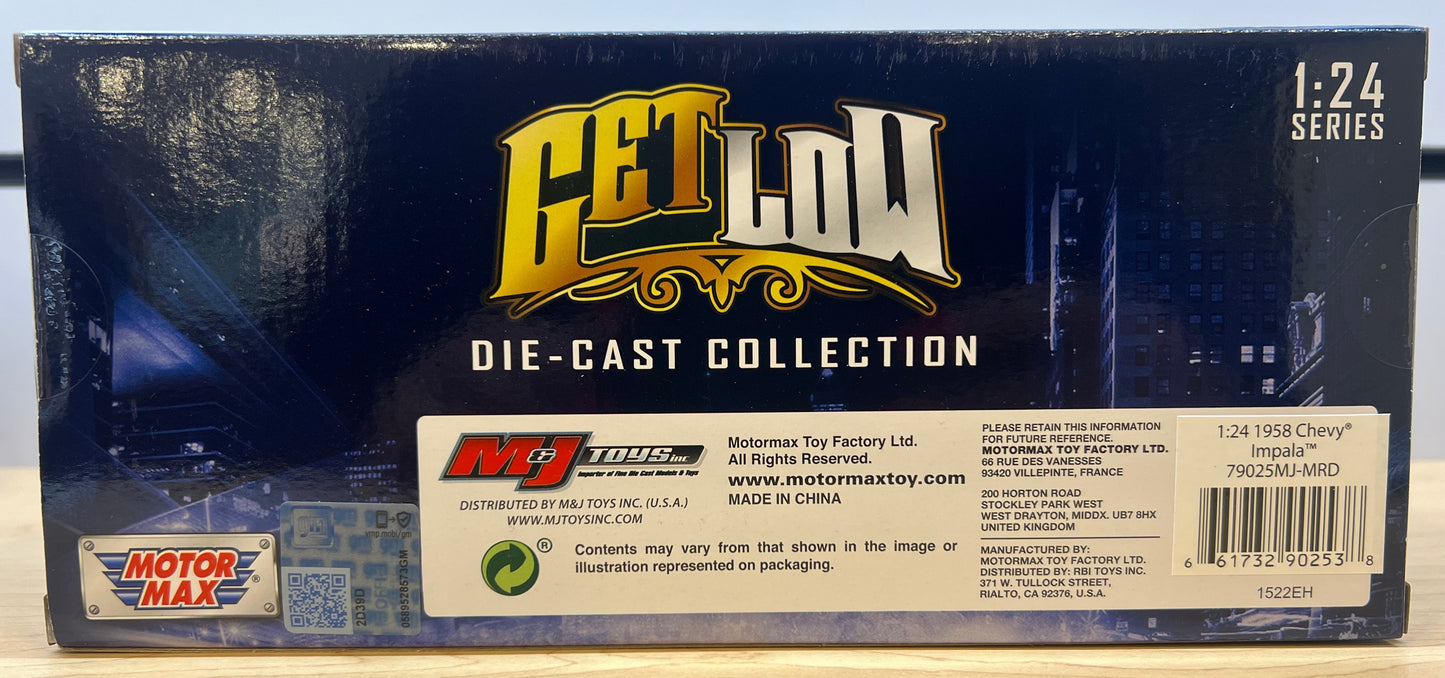 1:24
SERIES
GET LOW
DIE-CAST COLLECTION
M&J TOYS inc
Importer of Fine Die Cast Models & Toys
DISTRIBUTED BY M&J TOYS INC. (U.S.A.)
WWW.MJTOYSINC.COM
Motormax Toy Factory Ltd.
All Rights Reserved.
www.motormaxtoy.com
MADE IN CHINA
®
Contents may vary from that shown in the image or
illustration represented on packaging.
PLEASE RETAIN THIS INFORMATION
FOR FUTURE REFERENCE.
MOTORMAX TOY FACTORY LTD.
66 RUE DES VANESSES
93420 VILLEPINTE, FRANCE
200 HORTON ROAD
STOCKLEY PARK WEST
WEST DRAYTON, MIDDX. UB7 8HX
UNITED KINGDOM
MANUFACTURED BY:
MOTORMAX TOY FACTORY LTD.
DISTRIBUTED BY: RBI TOYS INC.
371 W. TULLOCK STREET,
RIALTO, CA 92376, U.S.A.
1:24 1958 Chevy®
Impala™
79025MJ-MRD
6 61732 90253 8
1522EH
MOTOR
MAX ®
vmp.mobi/gm
2D39D
0589528573GM